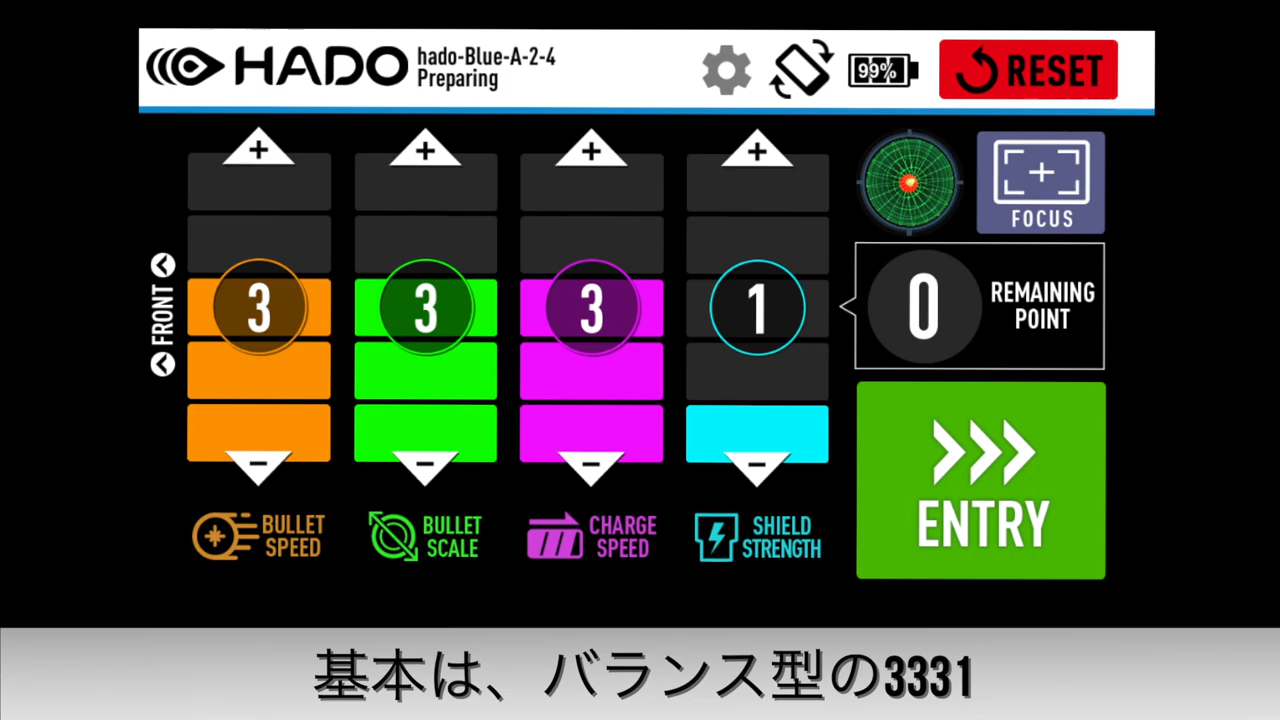 HADO
hado-Blue-A-2-4
Preparing
99%
RESET
+
+
+
+
FOCUS
FRONT
3
3
3
1
0
REMAINING
POINT
-
-
-
-
BULLET
SPEED
BULLET
SCALE
CHARGE
SPEED
SHIELD
STRENGTH
ENTRY
基本は、バランス型の3331